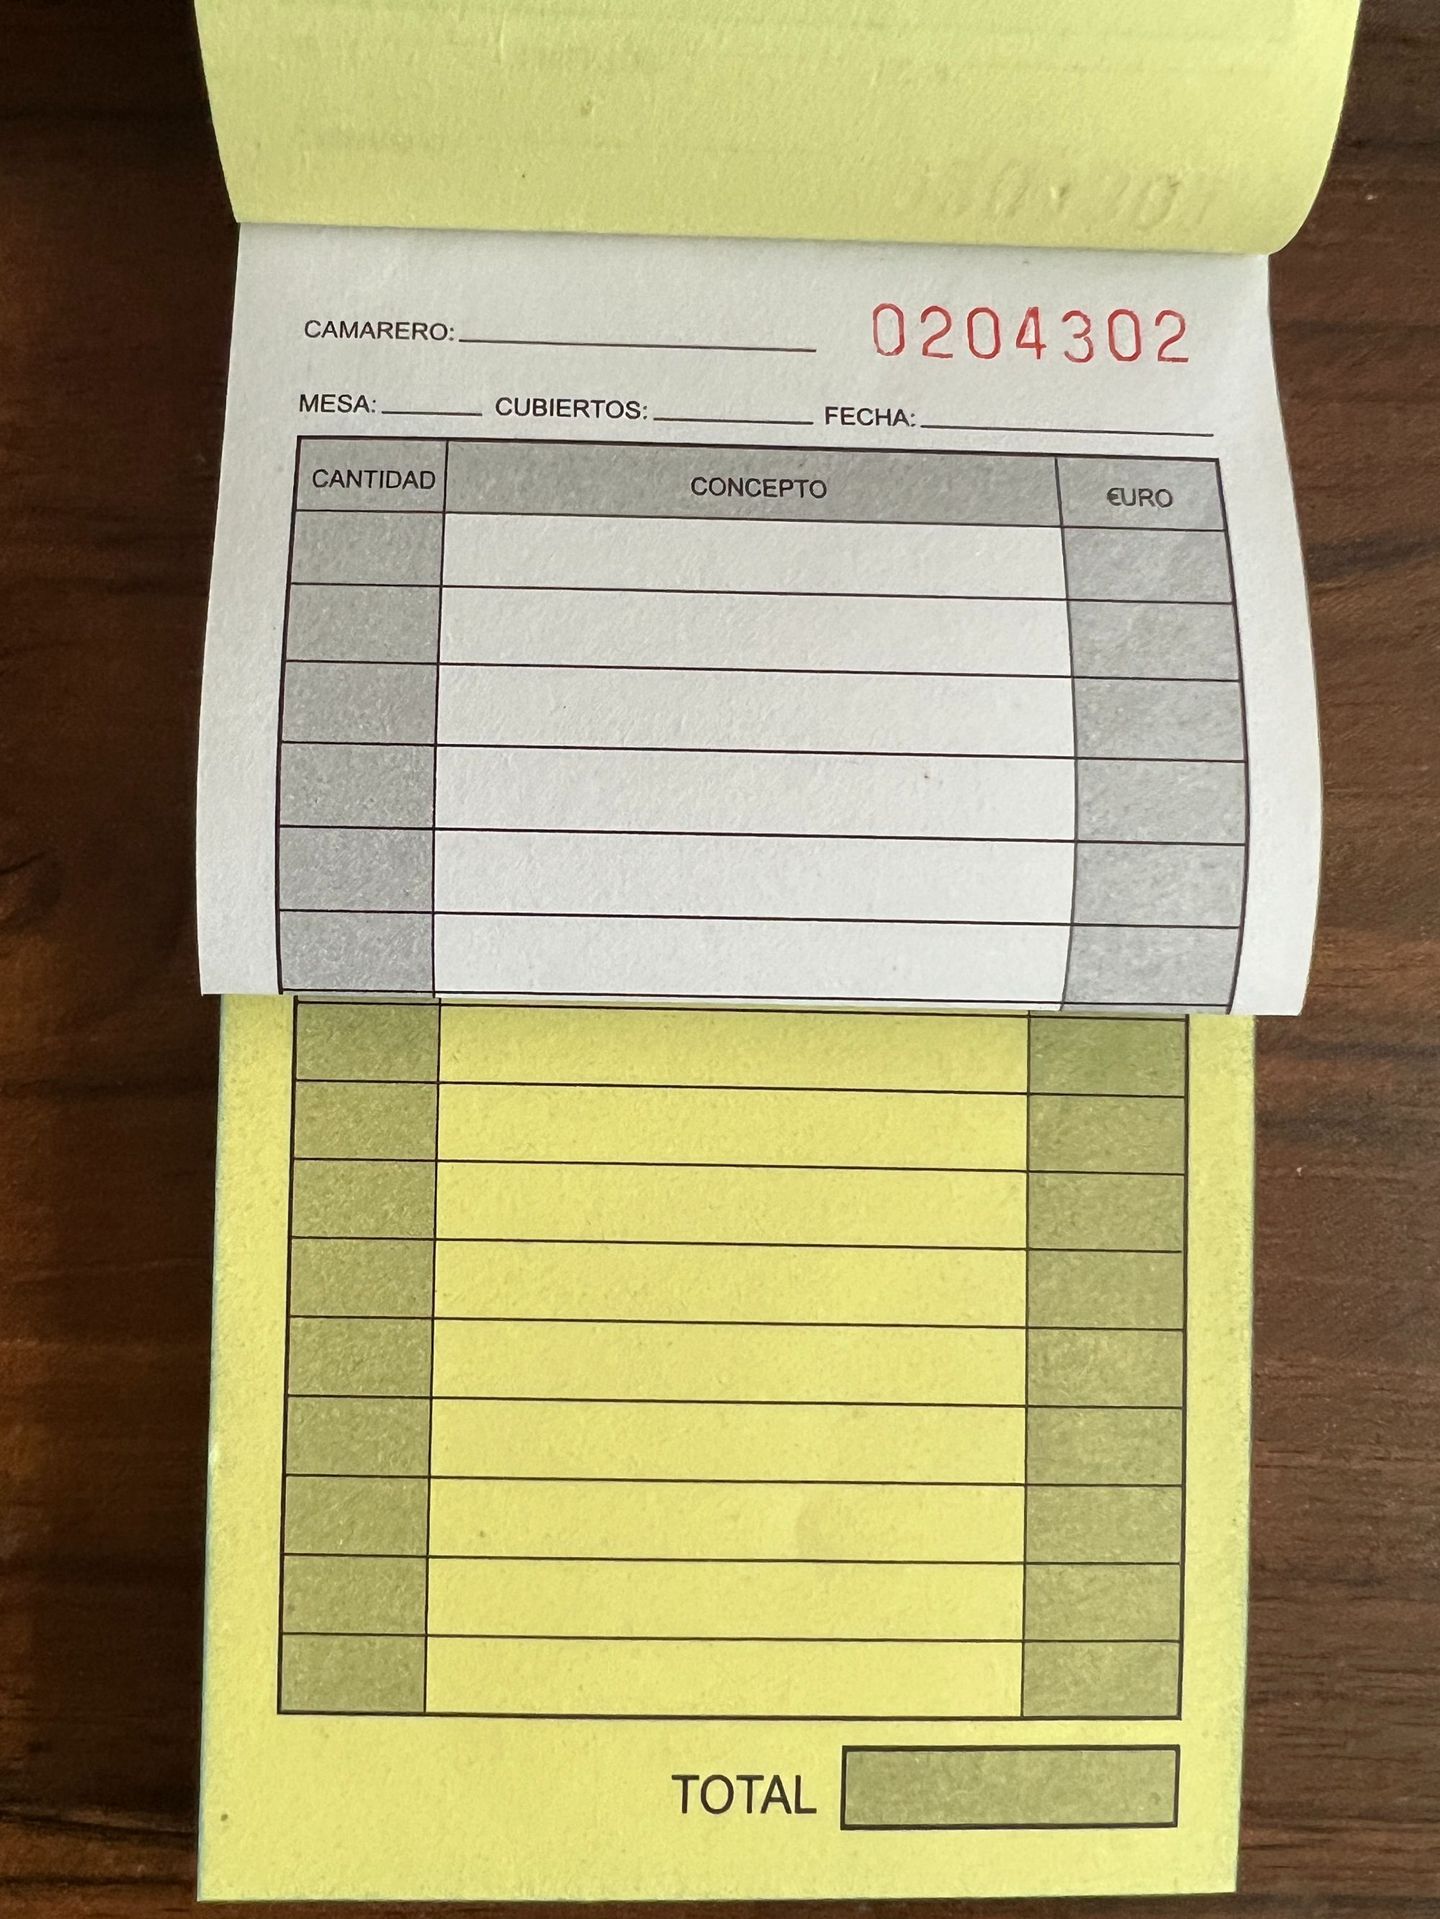 CAMARERO: 0204302
MESA: CUBIERTOS: FECHA:
CANTIDAD CONCEPTO €URO
TOTAL